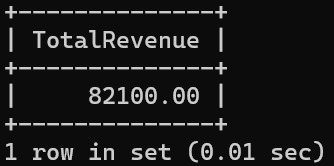 +--------------+
| TotalRevenue |
+--------------+
|     82100.00 |
+--------------+
1 row in set (0.01 sec)